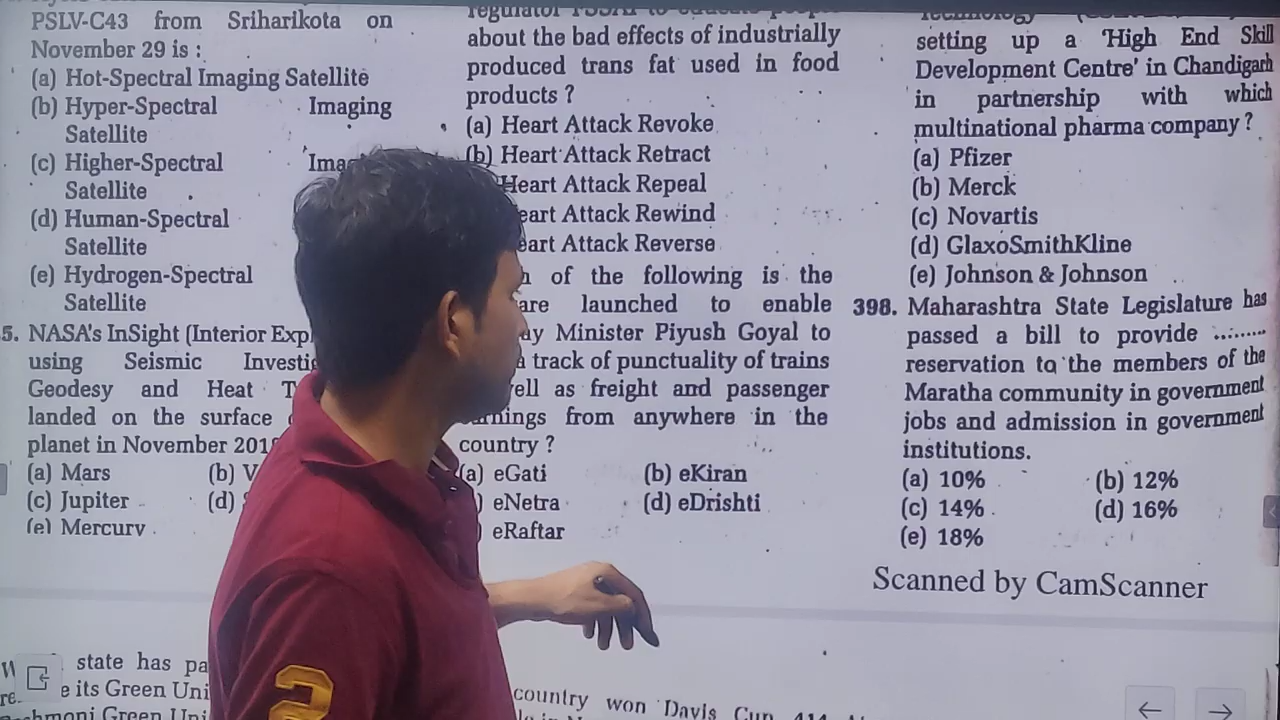 PSLV-C43 from Sriharikota on
November 29 is :
(a) Hot-Spectral Imaging Satellite
(b) Hyper-Spectral Imaging
Satellite
(c) Higher-Spectral
Satellite
(d) Human-Spectral
Satellite
(e) Hydrogen-Spectral
Satellite
5. NASA's InSight (Interior
using Seismic
Geodesy and Heat
landed on the surface
planet in November
(a) Mars (b)
(c) Jupiter (d)
(e) Mercury
about the bad effects of industrially
produced trans fat used in food
products ?
(a) Heart Attack Revoke
(b) Heart Attack Retract
Heart Attack Repeal
Attack Rewind
Attack Reverse
of the following is the
launched to enable
Minister Piyush Goyal to
track of punctuality of trains
as freight and passenger
from anywhere in the
country ?
(a) eGati (b) eKiran
eNetra (d) eDrishti
eRaftar
setting up a 'High End Skill
Development Centre' in Chandigarh
in partnership with which
multinational pharma company ?
(a) Pfizer
(b) Merck
(c) Novartis
(d) GlaxoSmithKline
(e) Johnson & Johnson
398. Maharashtra State Legislature has
passed a bill to provide ........
reservation to the members of the
Maratha community in government
jobs and admission in government
institutions.
(a) 10% (b) 12%
(c) 14% (d) 16%
(e) 18%
Scanned by CamScanner
state has
its Green
Green
country won Davis Cup
2